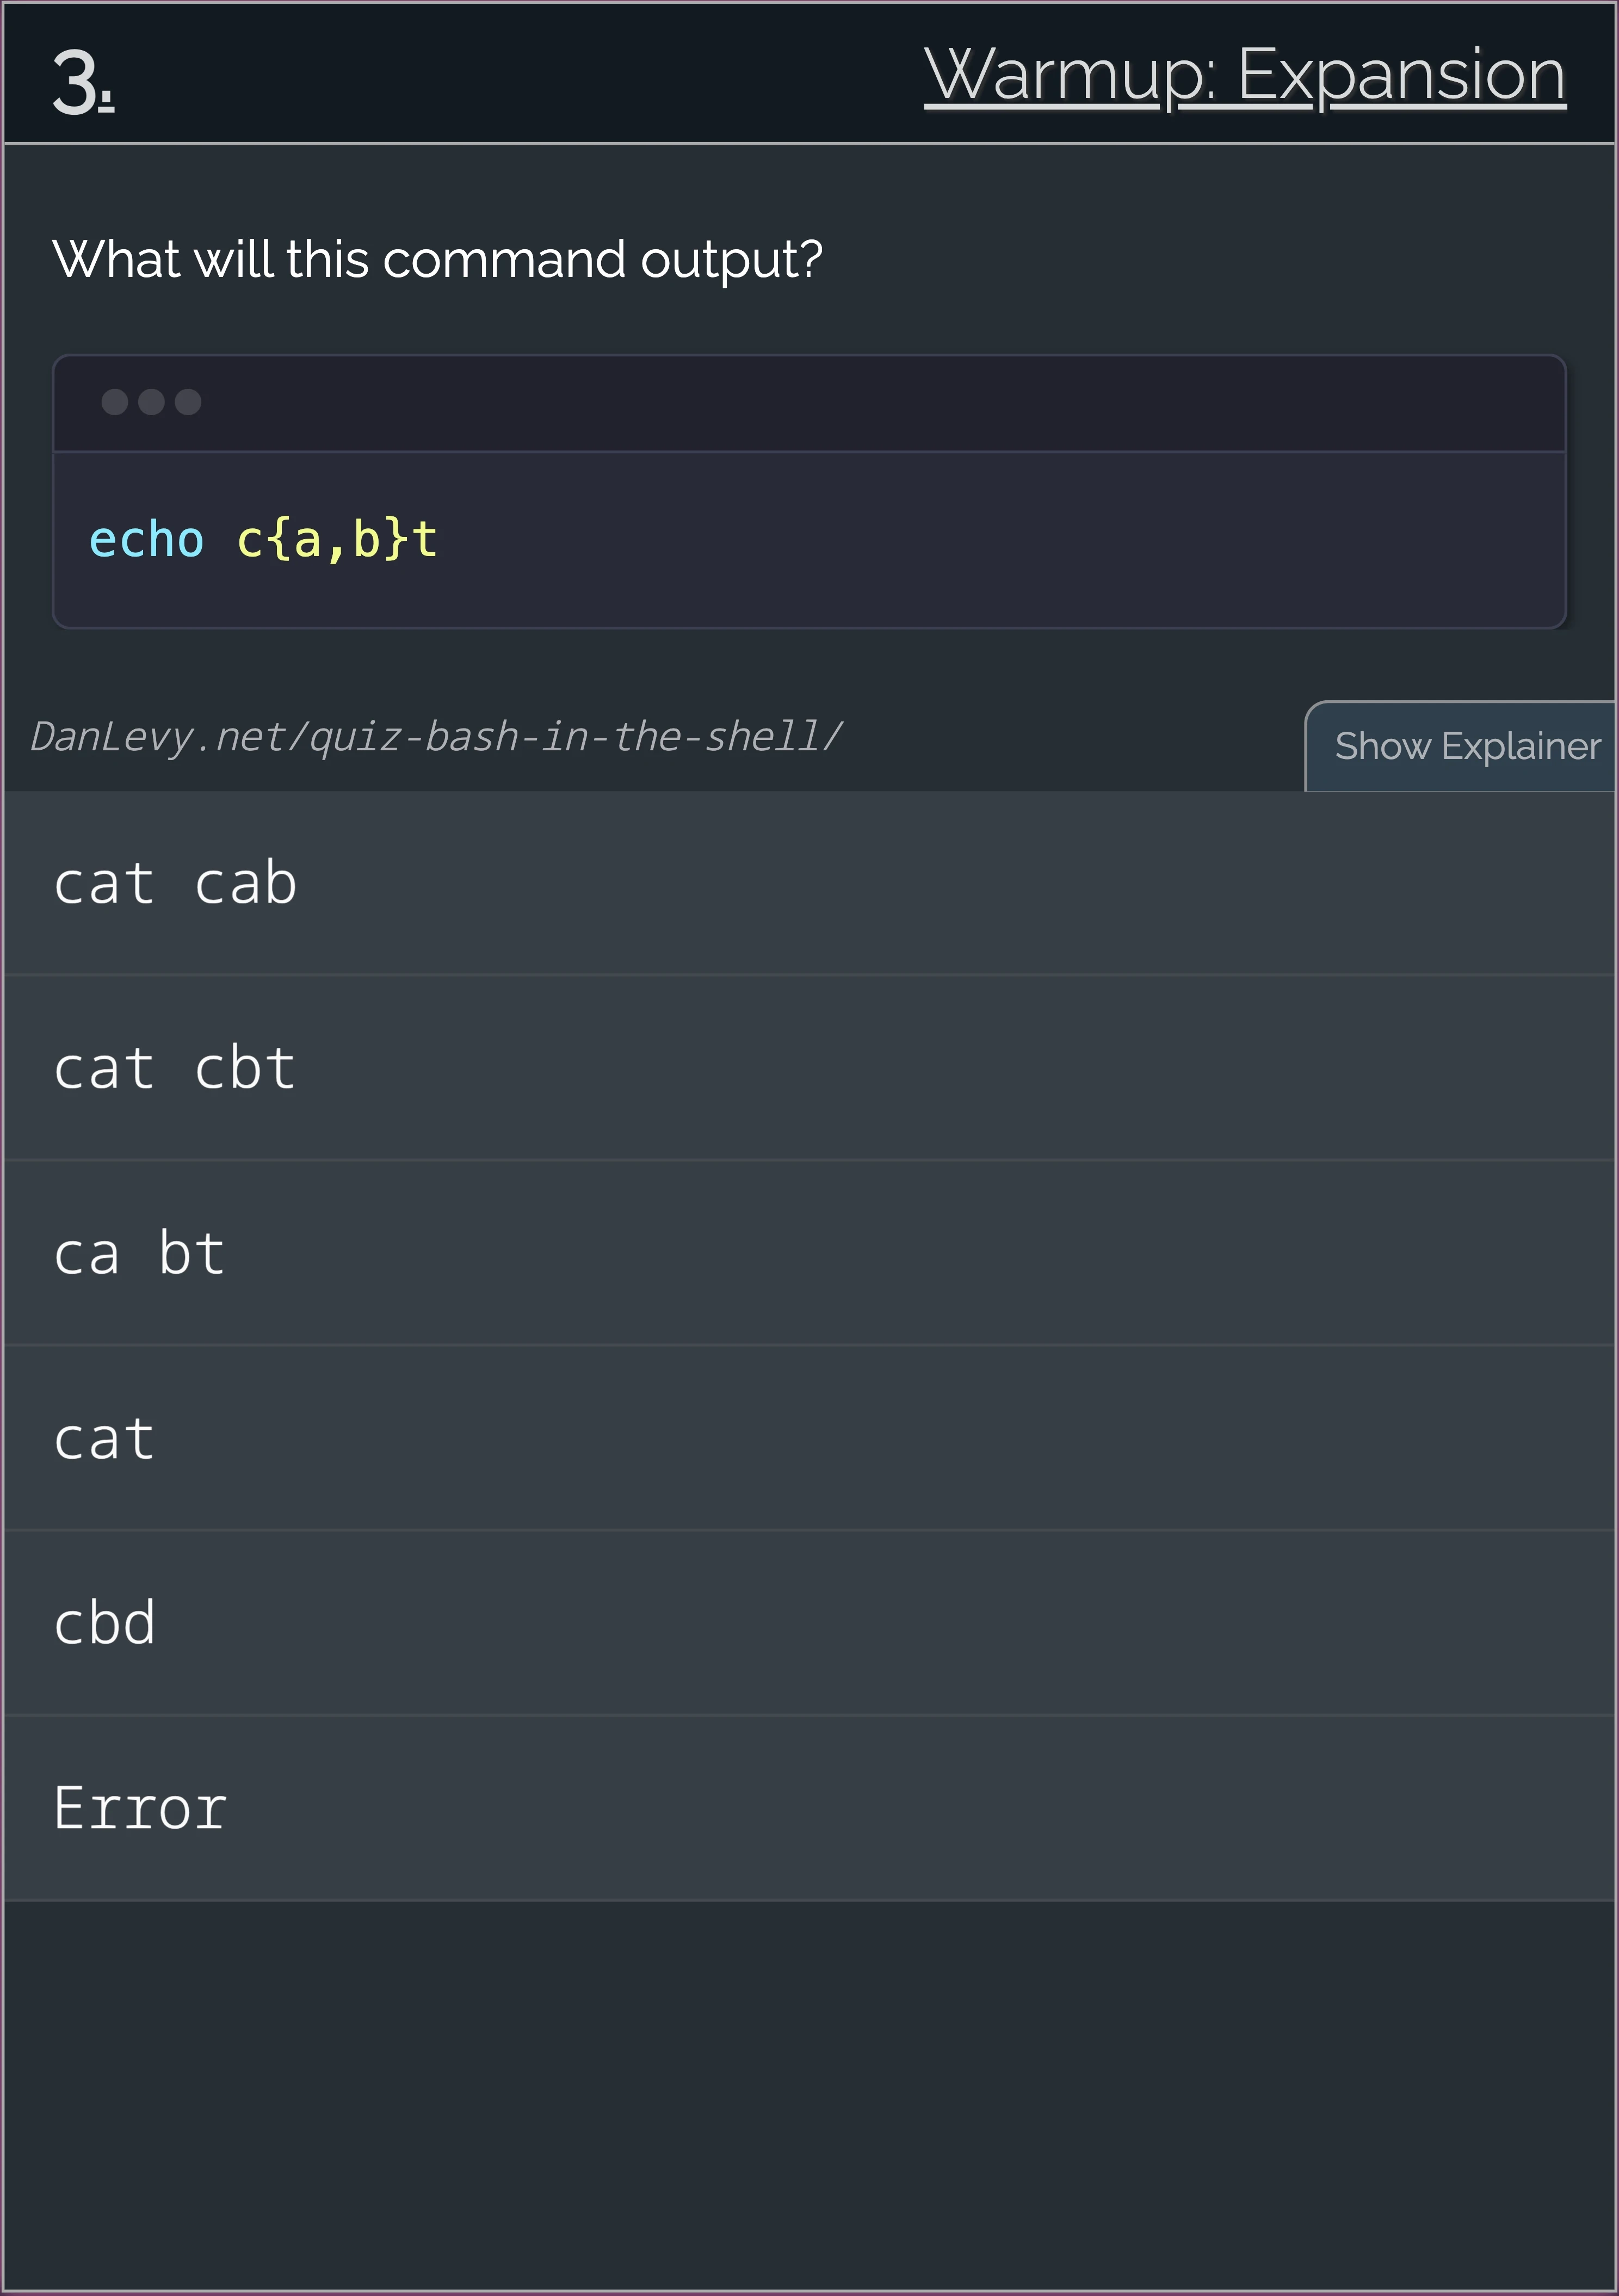 3.
Warmup: Expansion
What will this command output?
echo c{a,b}t
DanLevy.net/quiz-bash-in-the-shell/
Show Explainer
cat cab
cat cbt
ca bt
cat
cbd
Error